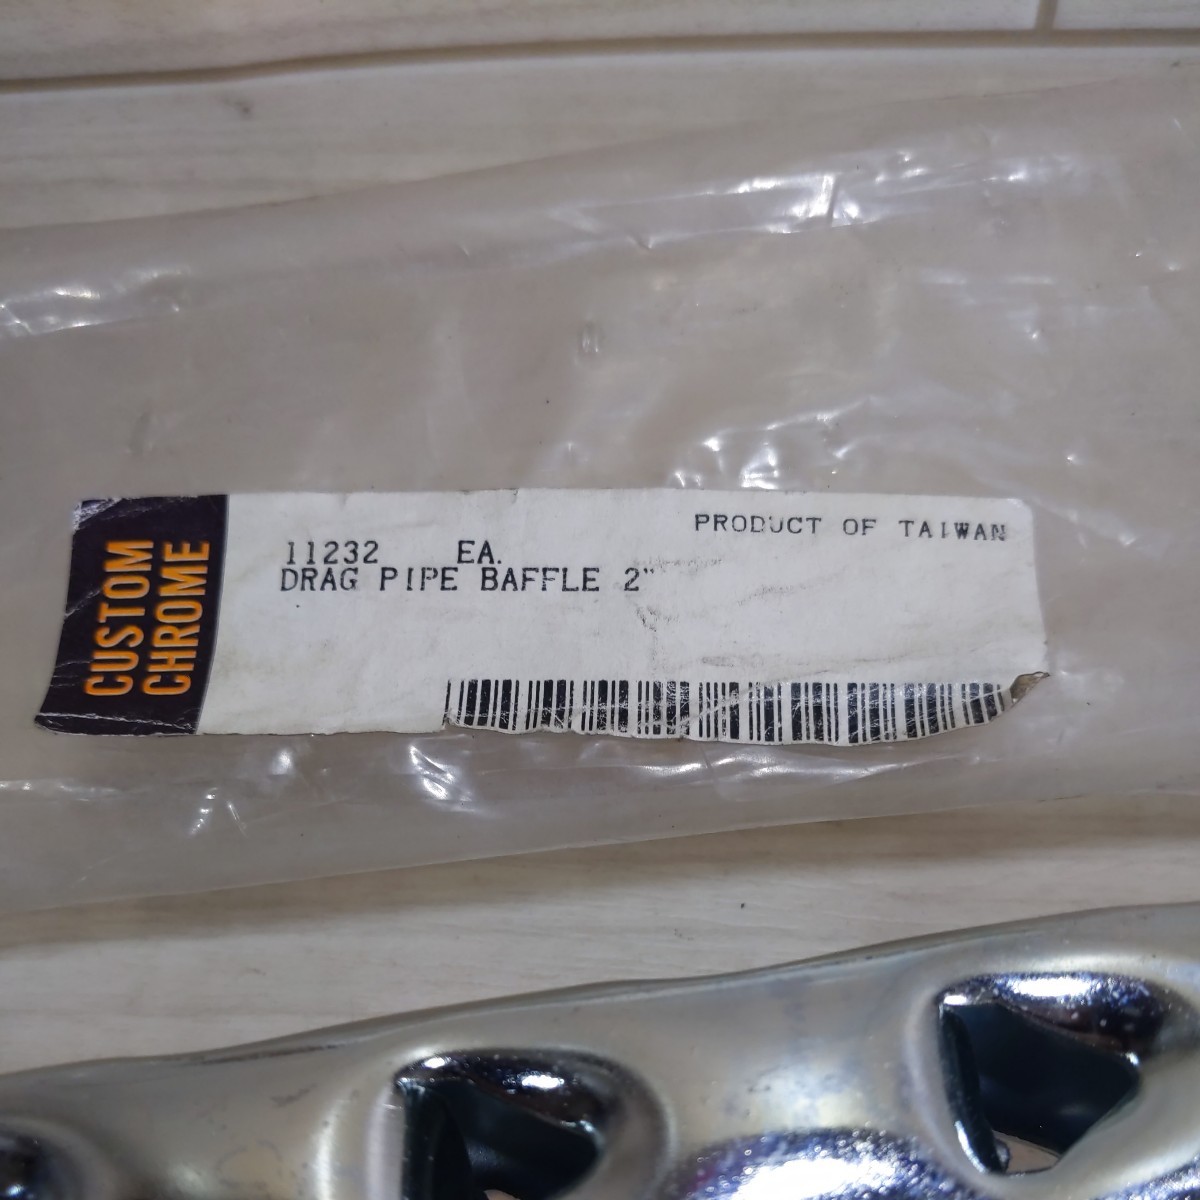 CUSTOM
CHROME
PRODUCT OF TAIWAN
11232 EA.
DRAG PIPE BAFFLE 2"